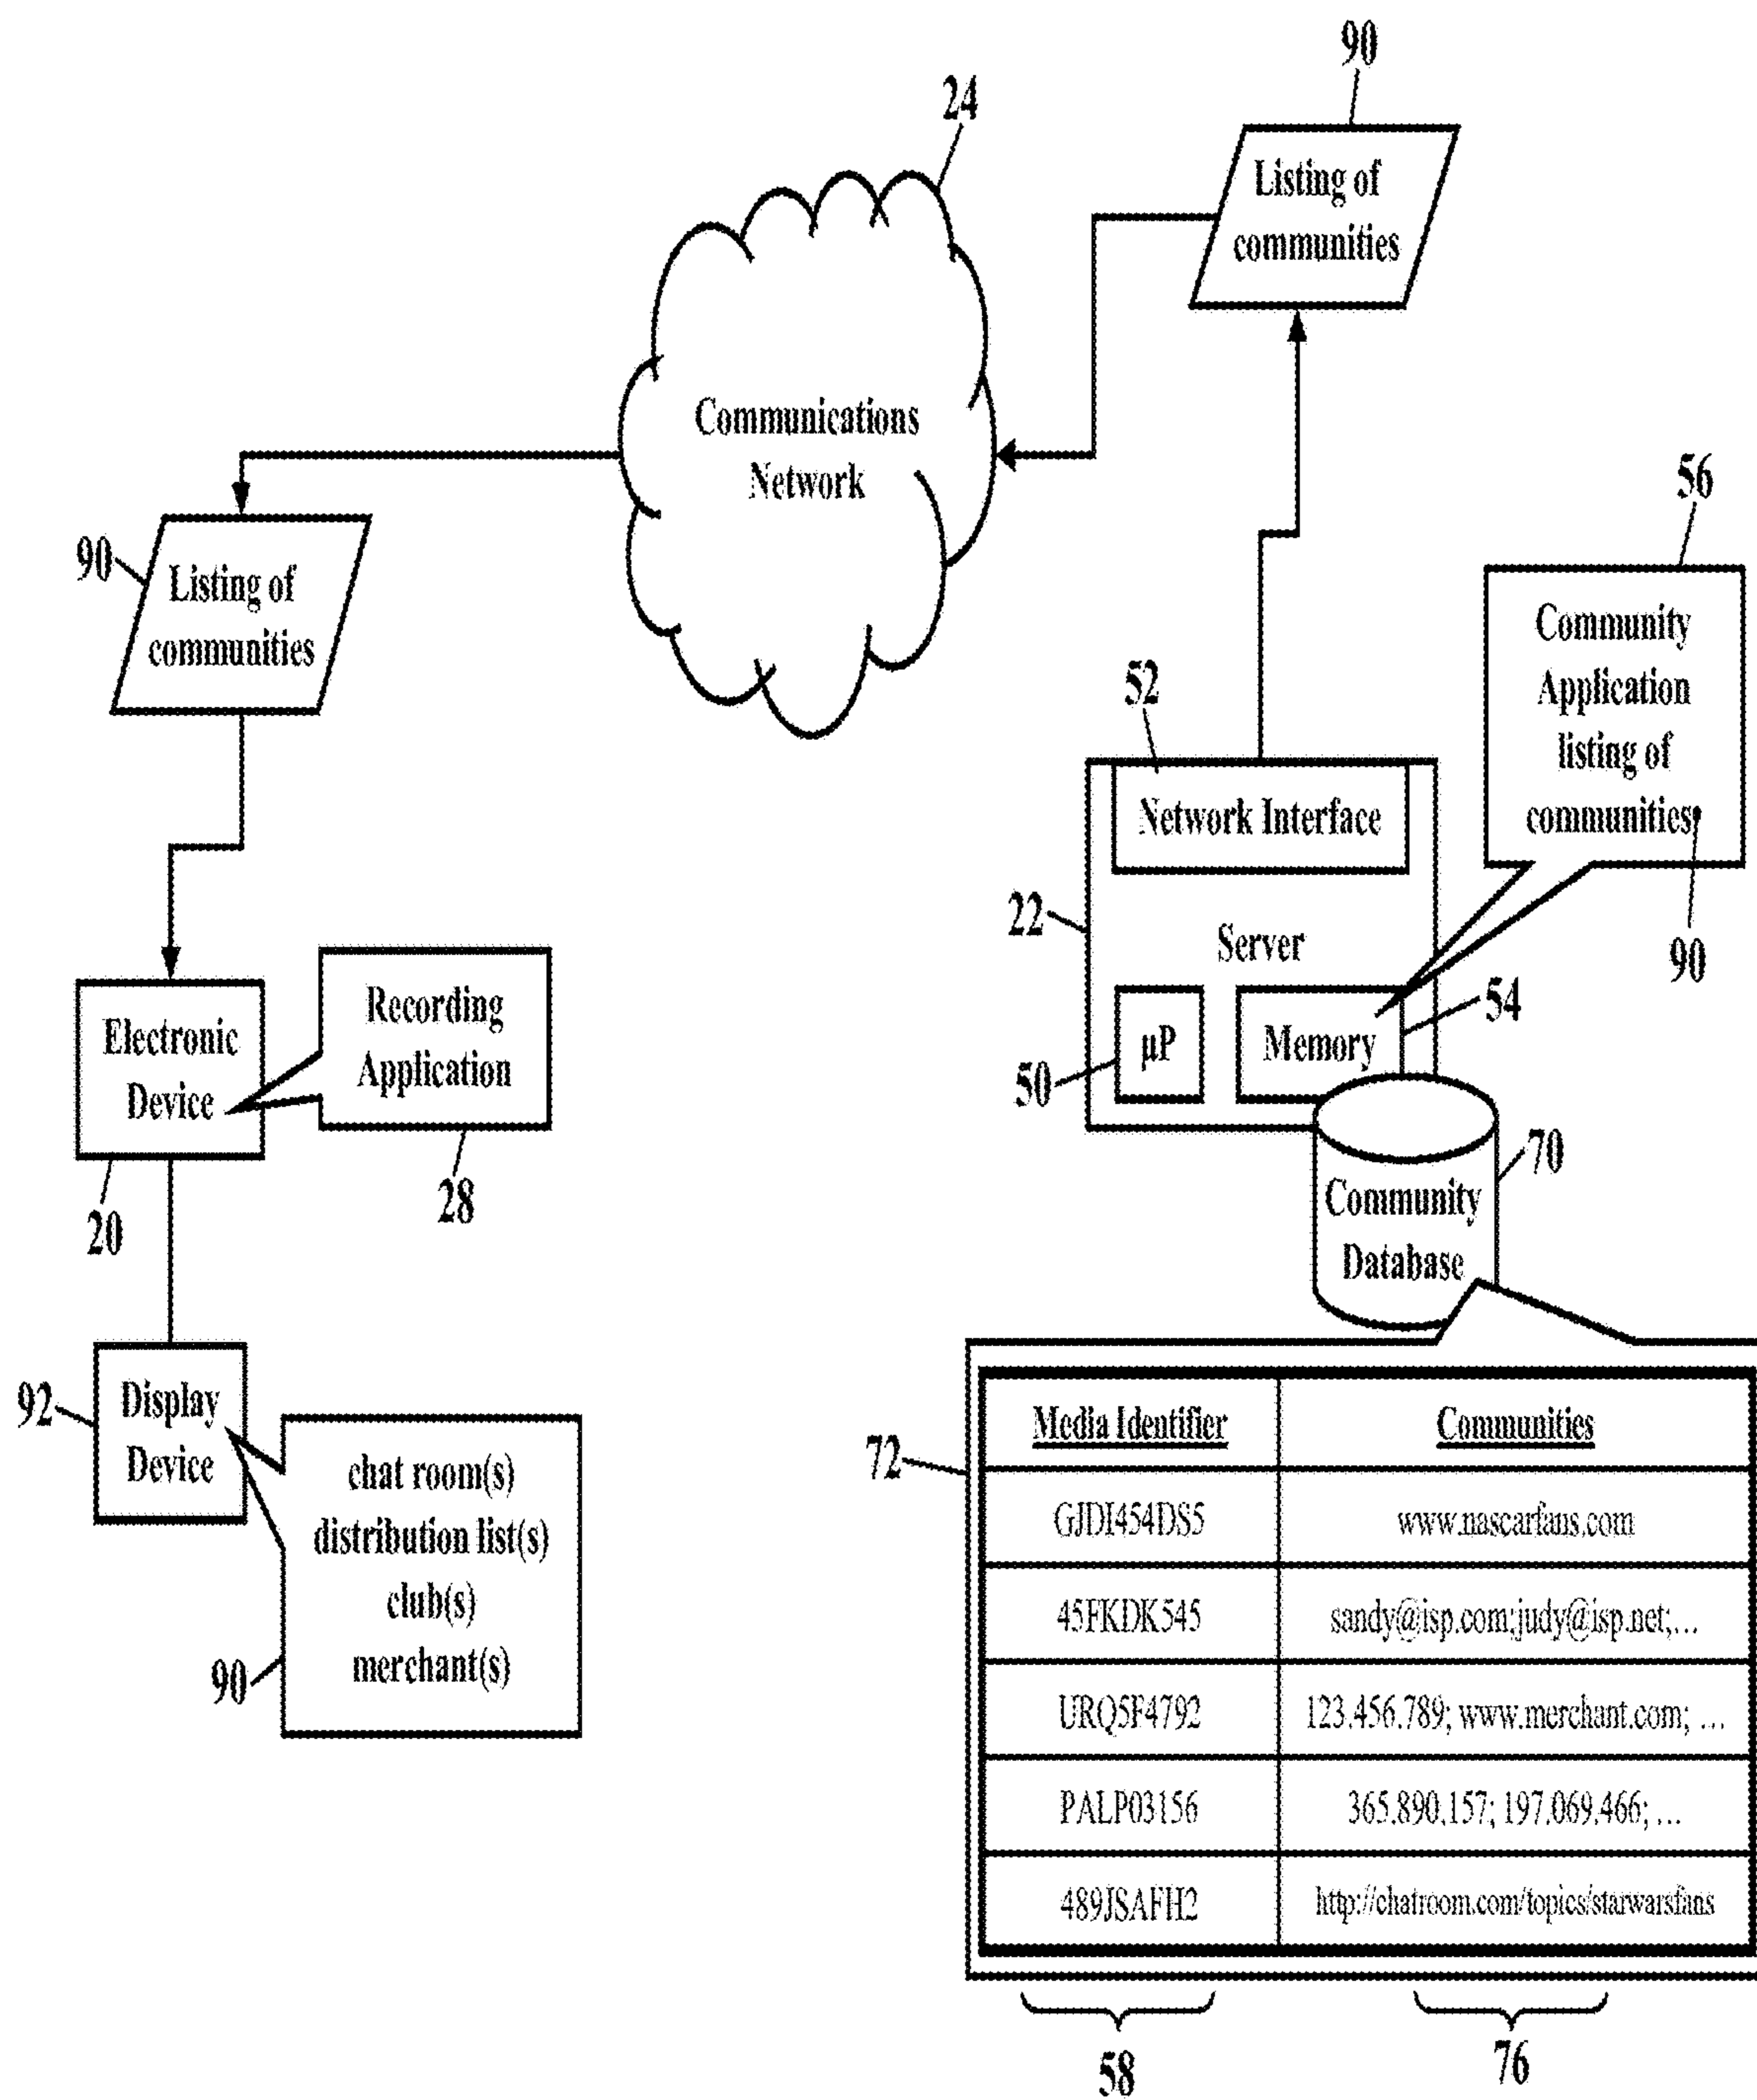 90
24
Listing of
communities
Communications
Network
90
Listing of
communities
56
Community
Application
listing of
communities
90
52
Network Interface
22
Server
54
50
µP
Memory
Recording
Application
28
Electronic
Device
20
70
Community
Database
92
Display
Device
chat room(s)
distribution list(s)
club(s)
merchant(s)
90
72
Media Identifier Communities
GJDI454DS5 www.nascarfans.com
45FKDK545 sandy@isp.com;judy@isp.net;...
URQ5F4792 123.456.789; www.merchant.com; ...
PALP03156 365.890.157; 197.069.466; ...
489JSAFH2 http://chatroom.com/topics/starwarsfans
58
76